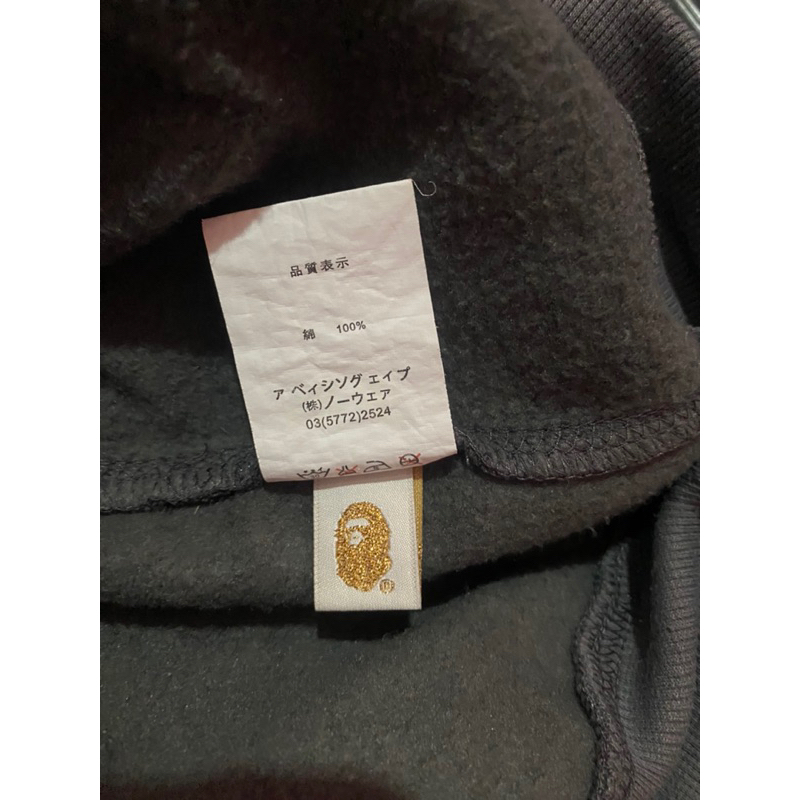 品質表示
綿 100%
ア ベィシソグ エイプ
(株)ノーウェア
03(5772)2524